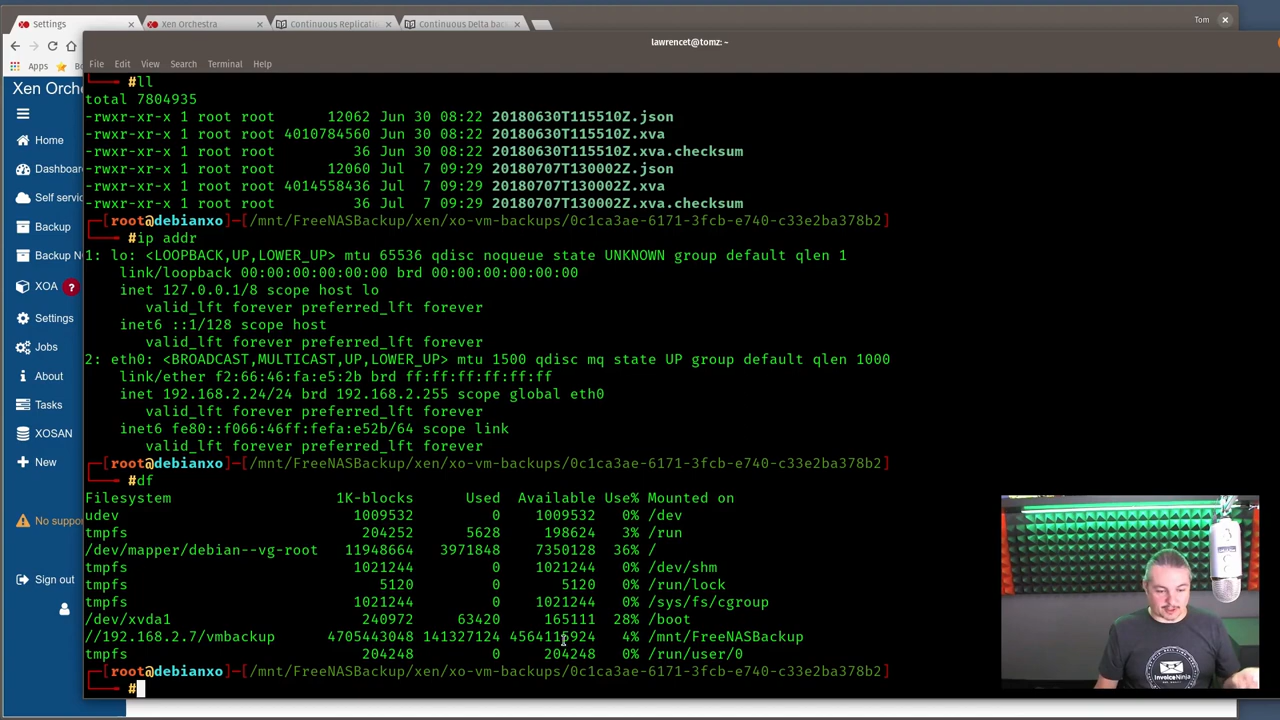 Settings
Xen Orchestra
Continuous Replicati
Continuous Delta bac
Tom
lawrencet@tomz: ~
Apps
File Edit View Search Terminal Help
Xen Orche
Home
Dashboar
Self servic
Backup
Backup N
XOA ?
Settings
Jobs
About
Tasks
XOSAN
New
No suppor
Sign out
#ll
total 7804935
-rwxr-xr-x 1 root root 12062 Jun 30 08:22 20180630T115510Z.json
-rwxr-xr-x 1 root root 4010784560 Jun 30 08:22 20180630T115510Z.xva
-rwxr-xr-x 1 root root 36 Jun 30 08:22 20180630T115510Z.xva.checksum
-rwxr-xr-x 1 root root 12060 Jul 7 09:29 20180707T130002Z.json
-rwxr-xr-x 1 root root 4014558436 Jul 7 09:29 20180707T130002Z.xva
-rwxr-xr-x 1 root root 36 Jul 7 09:29 20180707T130002Z.xva.checksum
[root@debianxo]-[/mnt/FreeNASBackup/xen/xo-vm-backups/0c1ca3ae-6171-3fcb-e740-c33e2ba378b2]
#ip addr
1: lo: <LOOPBACK,UP,LOWER_UP> mtu 65536 qdisc noqueue state UNKNOWN group default qlen 1
link/loopback 00:00:00:00:00:00 brd 00:00:00:00:00:00
inet 127.0.0.1/8 scope host lo
valid_lft forever preferred_lft forever
inet6 ::1/128 scope host
valid_lft forever preferred_lft forever
2: eth0: <BROADCAST,MULTICAST,UP,LOWER_UP> mtu 1500 qdisc mq state UP group default qlen 1000
link/ether f2:66:46:fa:e5:2b brd ff:ff:ff:ff:ff:ff
inet 192.168.2.24/24 brd 192.168.2.255 scope global eth0
valid_lft forever preferred_lft forever
inet6 fe80::f066:46ff:fefa:e52b/64 scope link
valid_lft forever preferred_lft forever
[root@debianxo]-[/mnt/FreeNASBackup/xen/xo-vm-backups/0c1ca3ae-6171-3fcb-e740-c33e2ba378b2]
#df
Filesystem 1K-blocks Used Available Use% Mounted on
udev 1009532 0 1009532 0% /dev
tmpfs 204252 5628 198624 3% /run
/dev/mapper/debian--vg-root 11948664 3971848 7350128 36% /
tmpfs 1021244 0 1021244 0% /dev/shm
tmpfs 5120 0 5120 0% /run/lock
tmpfs 1021244 0 1021244 0% /sys/fs/cgroup
/dev/xvda1 240972 63420 165111 28% /boot
//192.168.2.7/vmbackup 4705443048 141327124 4564115924 4% /mnt/FreeNASBackup
tmpfs 204248 0 204248 0% /run/user/0
[root@debianxo]-[/mnt/FreeNASBackup/xen/xo-vm-backups/0c1ca3ae-6171-3fcb-e740-c33e2ba378b2]
#
InvoiceNinja